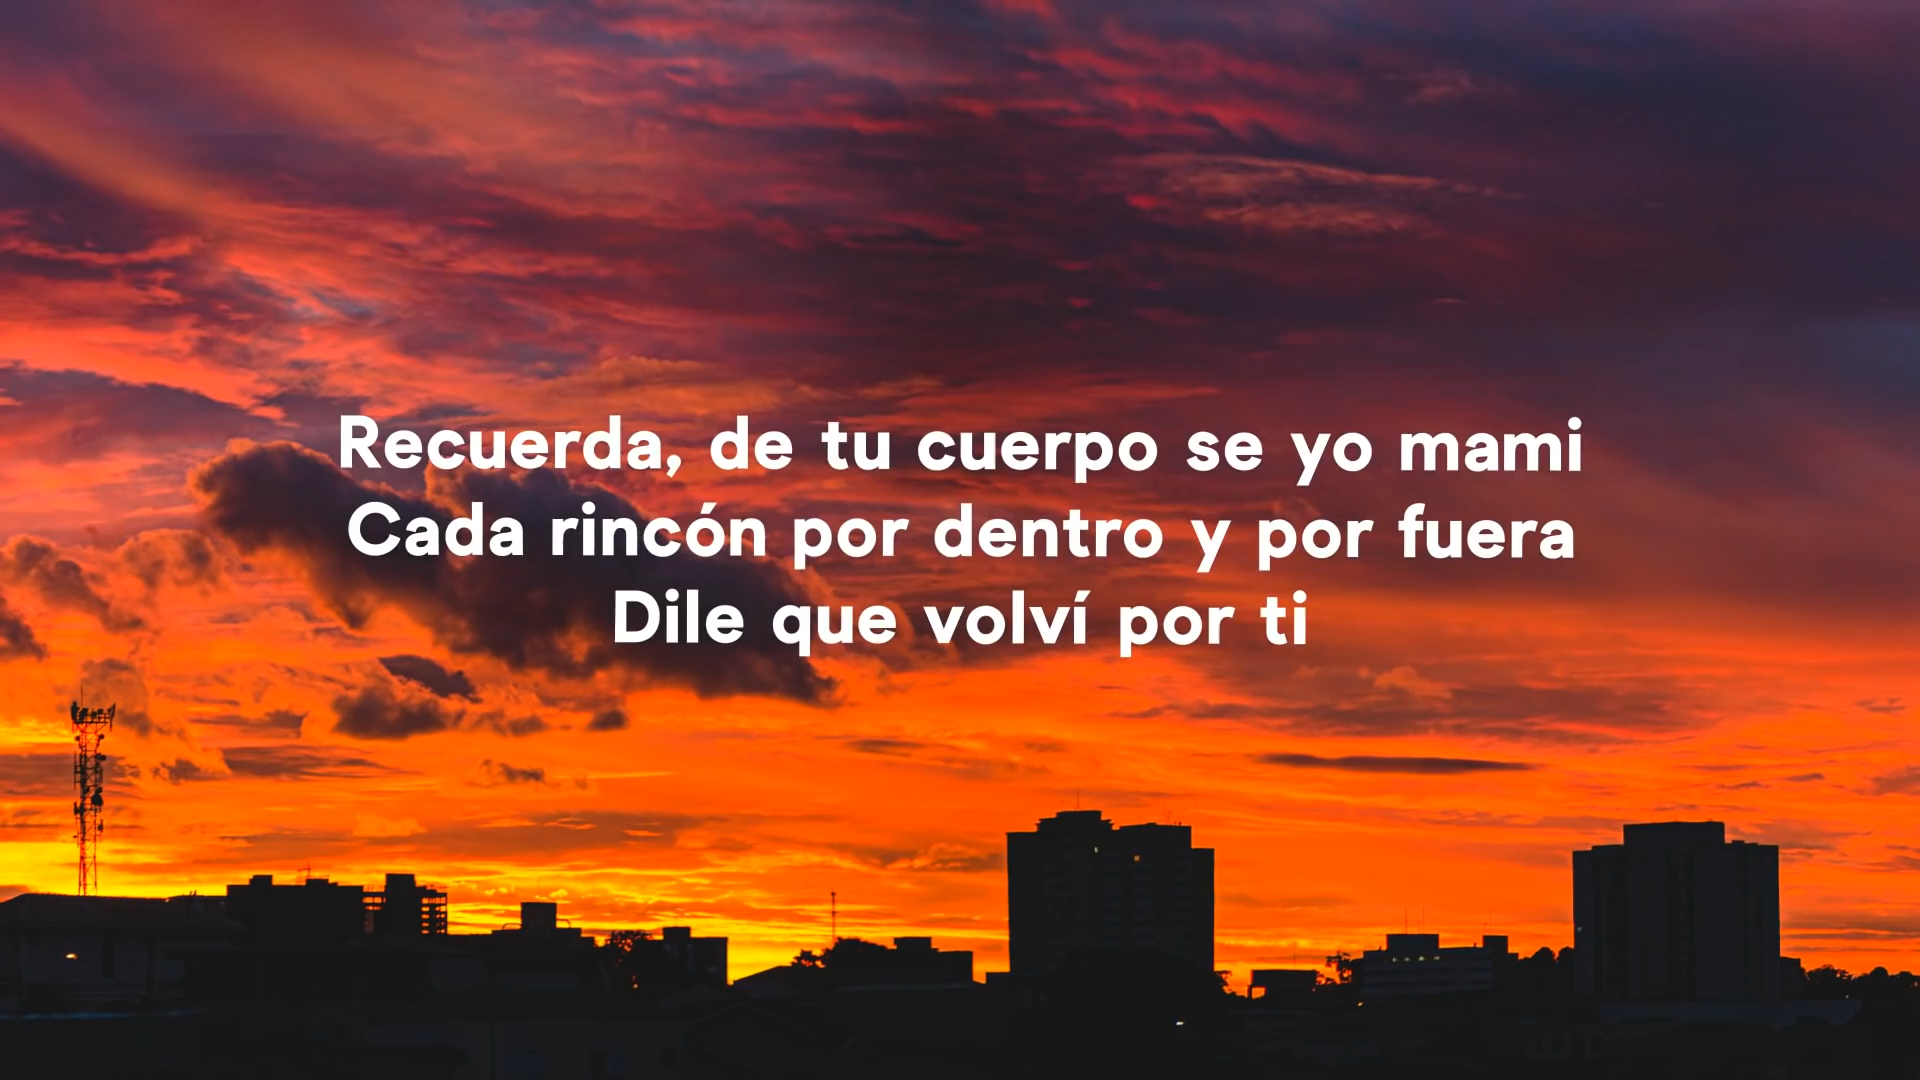 Recuerda, de tu cuerpo se yo mami
Cada rincón por dentro y por fuera
Dile que volví por ti